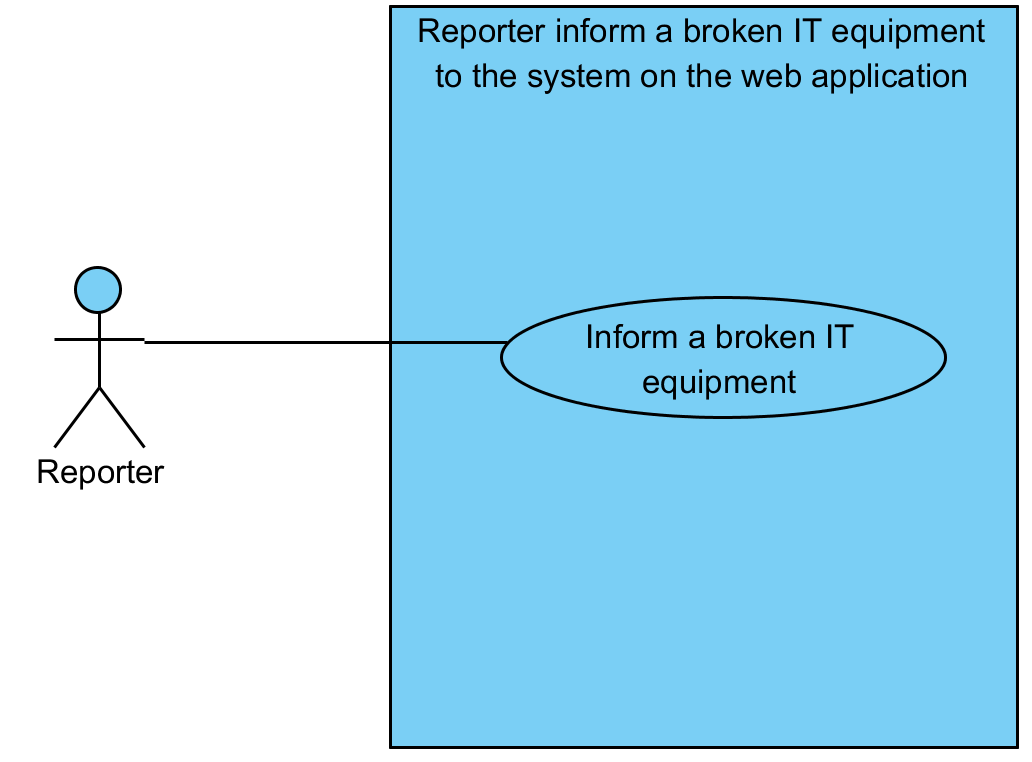 Reporter inform a broken IT equipment
to the system on the web application
Inform a broken IT
equipment
Reporter